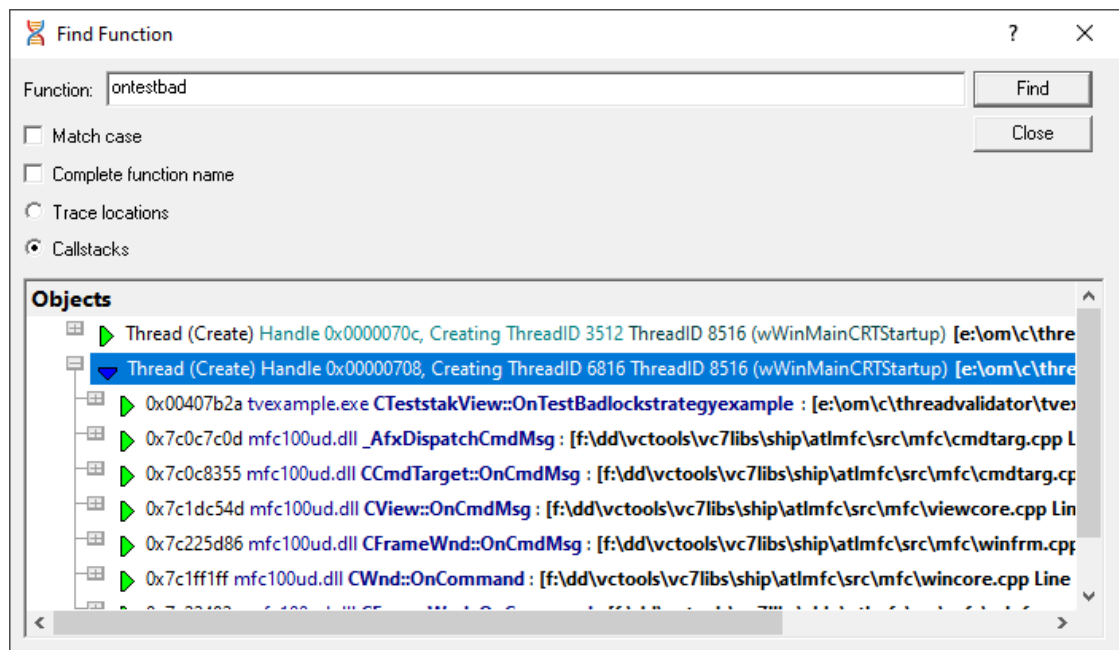 Find Function
?
Function:
ontestbad
Find
Match case
Close
Complete function name
Trace locations
Callstacks
Objects
Thread (Create) Handle 0x0000070c, Creating ThreadID 3512 ThreadID 8516 (wWinMainCRTStartup) [e:\om\c\thre
Thread (Create) Handle 0x00000708, Creating ThreadID 6816 ThreadID 8516 (wWinMainCRTStartup) [e:\om\c\thre
0x00407b2a tvexample.exe CTeststakView::OnTestBadlockstrategyexample : [e:\om\c\threadvalidator\tvex
0x7c0c7c0d mfc100ud.dll _AfxDispatchCmdMsg : [f:\dd\vctools\vc7libs\ship\atlmfc\src\mfc\cmdtarg.cpp L
0x7c0c8355 mfc100ud.dll CCmdTarget::OnCmdMsg : [f:\dd\vctools\vc7libs\ship\atlmfc\src\mfc\cmdtarg.cp
0x7c1dc54d mfc100ud.dll CView::OnCmdMsg : [f:\dd\vctools\vc7libs\ship\atlmfc\src\mfc\viewcore.cpp Lin
0x7c225d86 mfc100ud.dll CFrameWnd::OnCmdMsg : [f:\dd\vctools\vc7libs\ship\atlmfc\src\mfc\winfrm.cpp
0x7c1ff1ff mfc100ud.dll CWnd::OnCommand : [f:\dd\vctools\vc7libs\ship\atlmfc\src\mfc\wincore.cpp Line